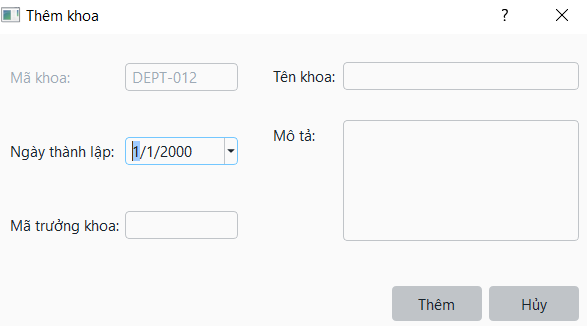 Thêm khoa
?
Mã khoa: DEPT-012
Tên khoa:
Ngày thành lập: 1/1/2000
Mô tả:
Mã trưởng khoa:
Thêm
Hủy